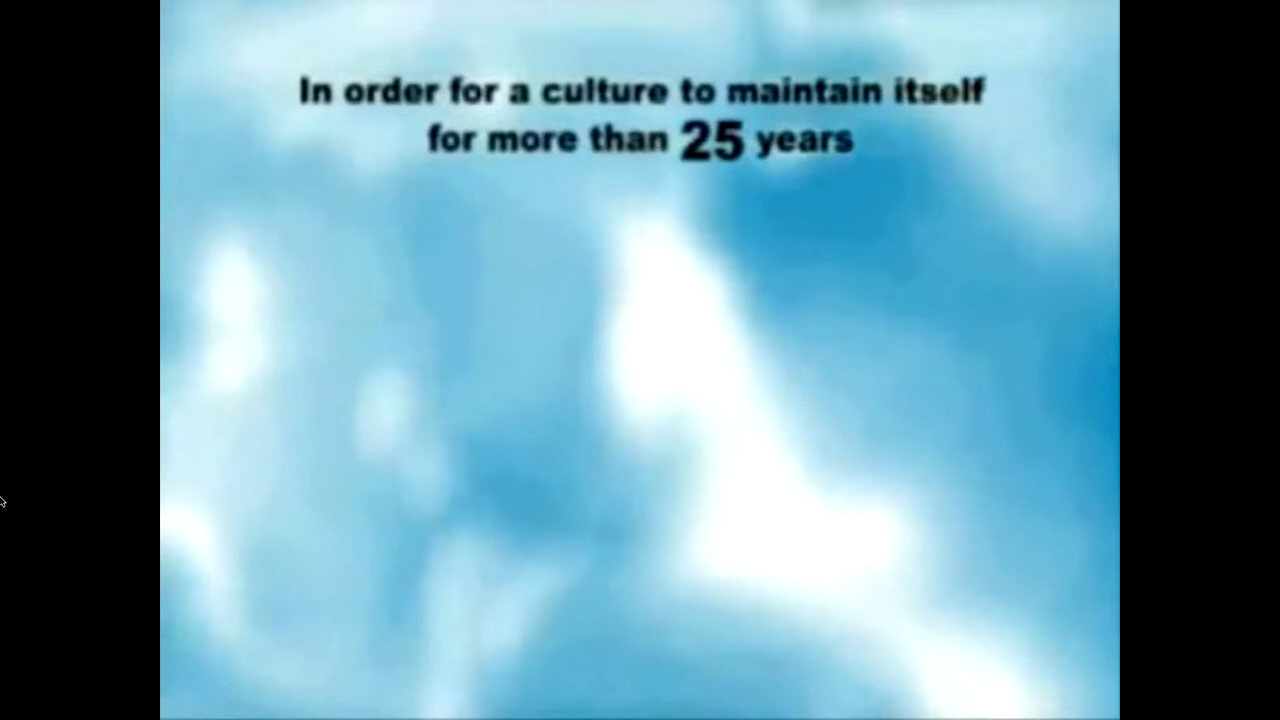 In order for a culture to maintain itself
for more than 25 years